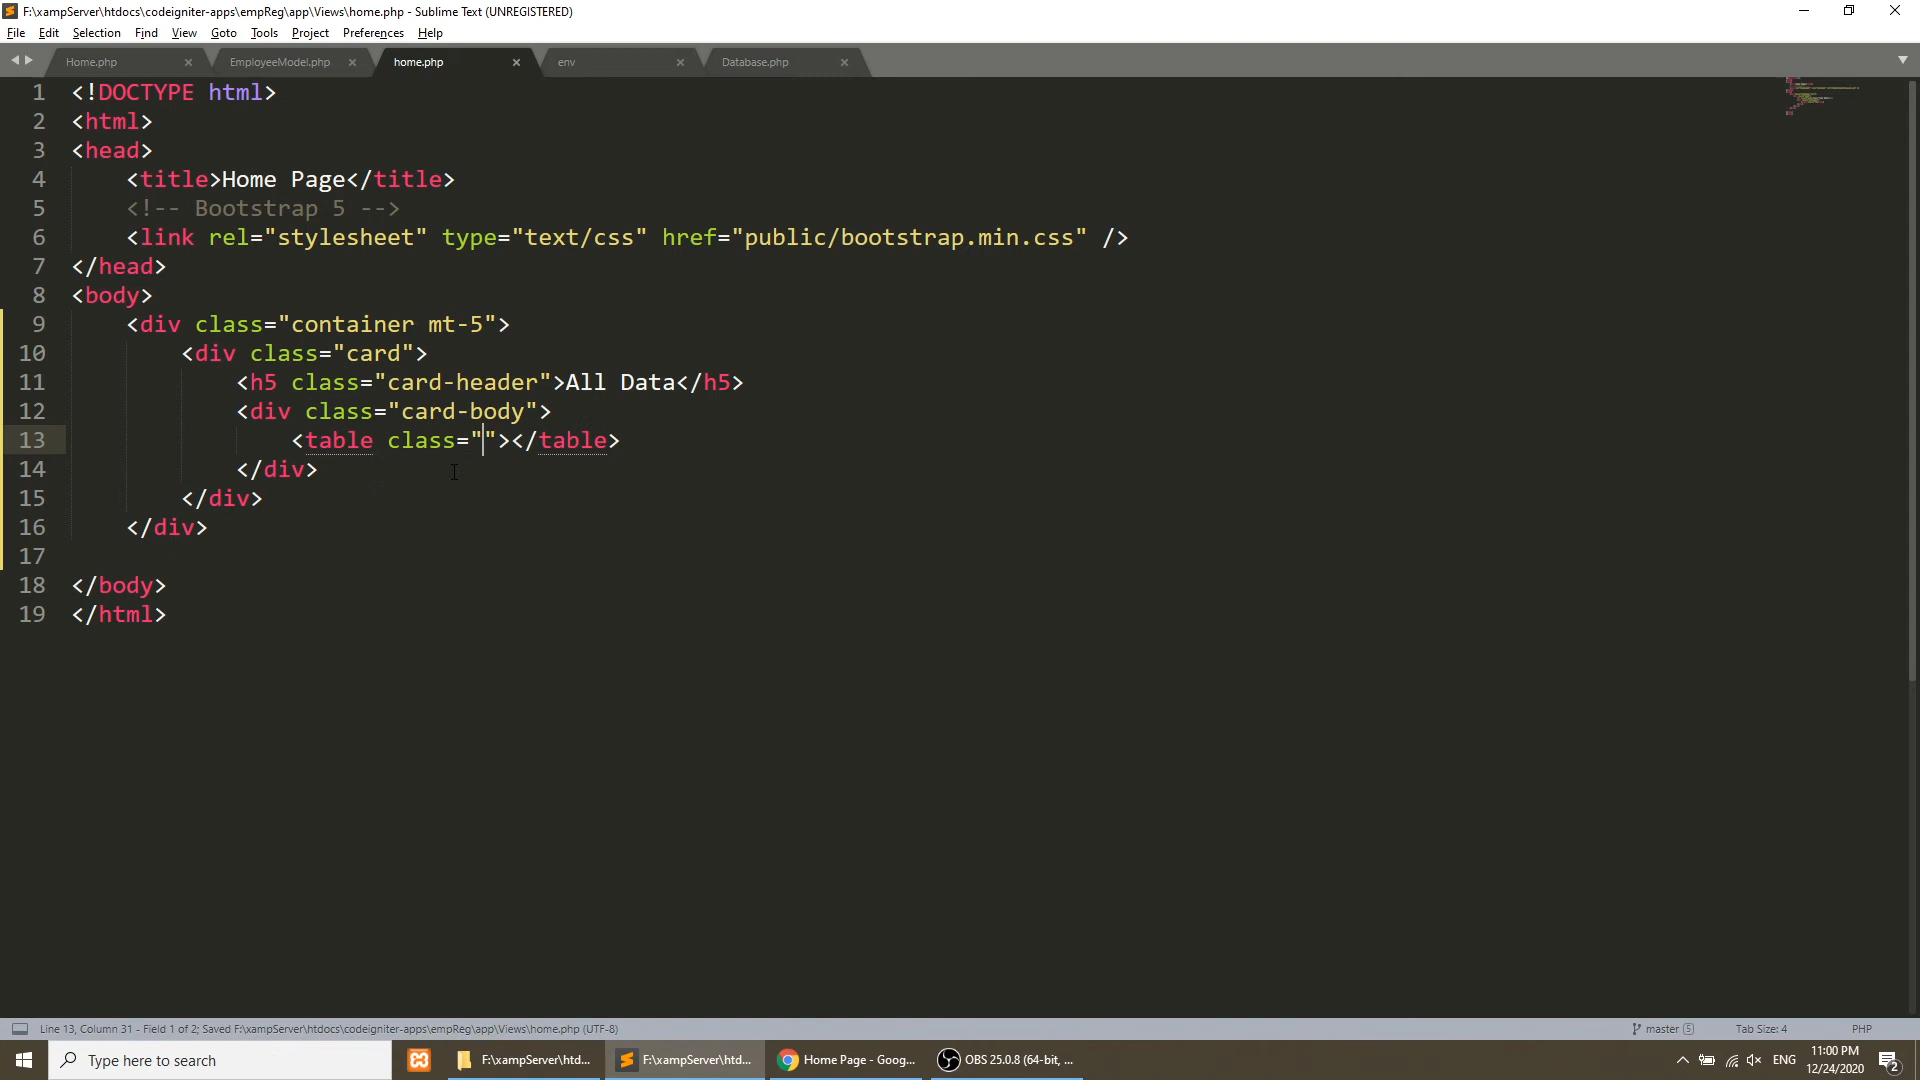 F:\xampServer\htdocs\codeigniter-apps\empReg\app\Views\home.php - Sublime Text (UNREGISTERED)
File Edit Selection Find View Goto Tools Project Preferences Help
Home.php EmployeeModel.php home.php env Database.php
1 <!DOCTYPE html>
2 <html>
3 <head>
4 <title>Home Page</title>
5 <!-- Bootstrap 5 -->
6 <link rel="stylesheet" type="text/css" href="public/bootstrap.min.css" />
7 </head>
8 <body>
9 <div class="container mt-5">
10 <div class="card">
11 <h5 class="card-header">All Data</h5>
12 <div class="card-body">
13 <table class=""></table>
14 </div>
15 </div>
16 </div>
17
18 </body>
19 </html>
Line 13, Column 31 - Field 1 of 2; Saved F:\xampServer\htdocs\codeigniter-apps\empReg\app\Views\home.php (UTF-8) master 5 Tab Size: 4 PHP
Type here to search F:\xampServer\htd... F:\xampServer\htd... Home Page - Goog... OBS 25.0.8 (64-bit, ... ENG 11:00 PM
12/24/2020 2